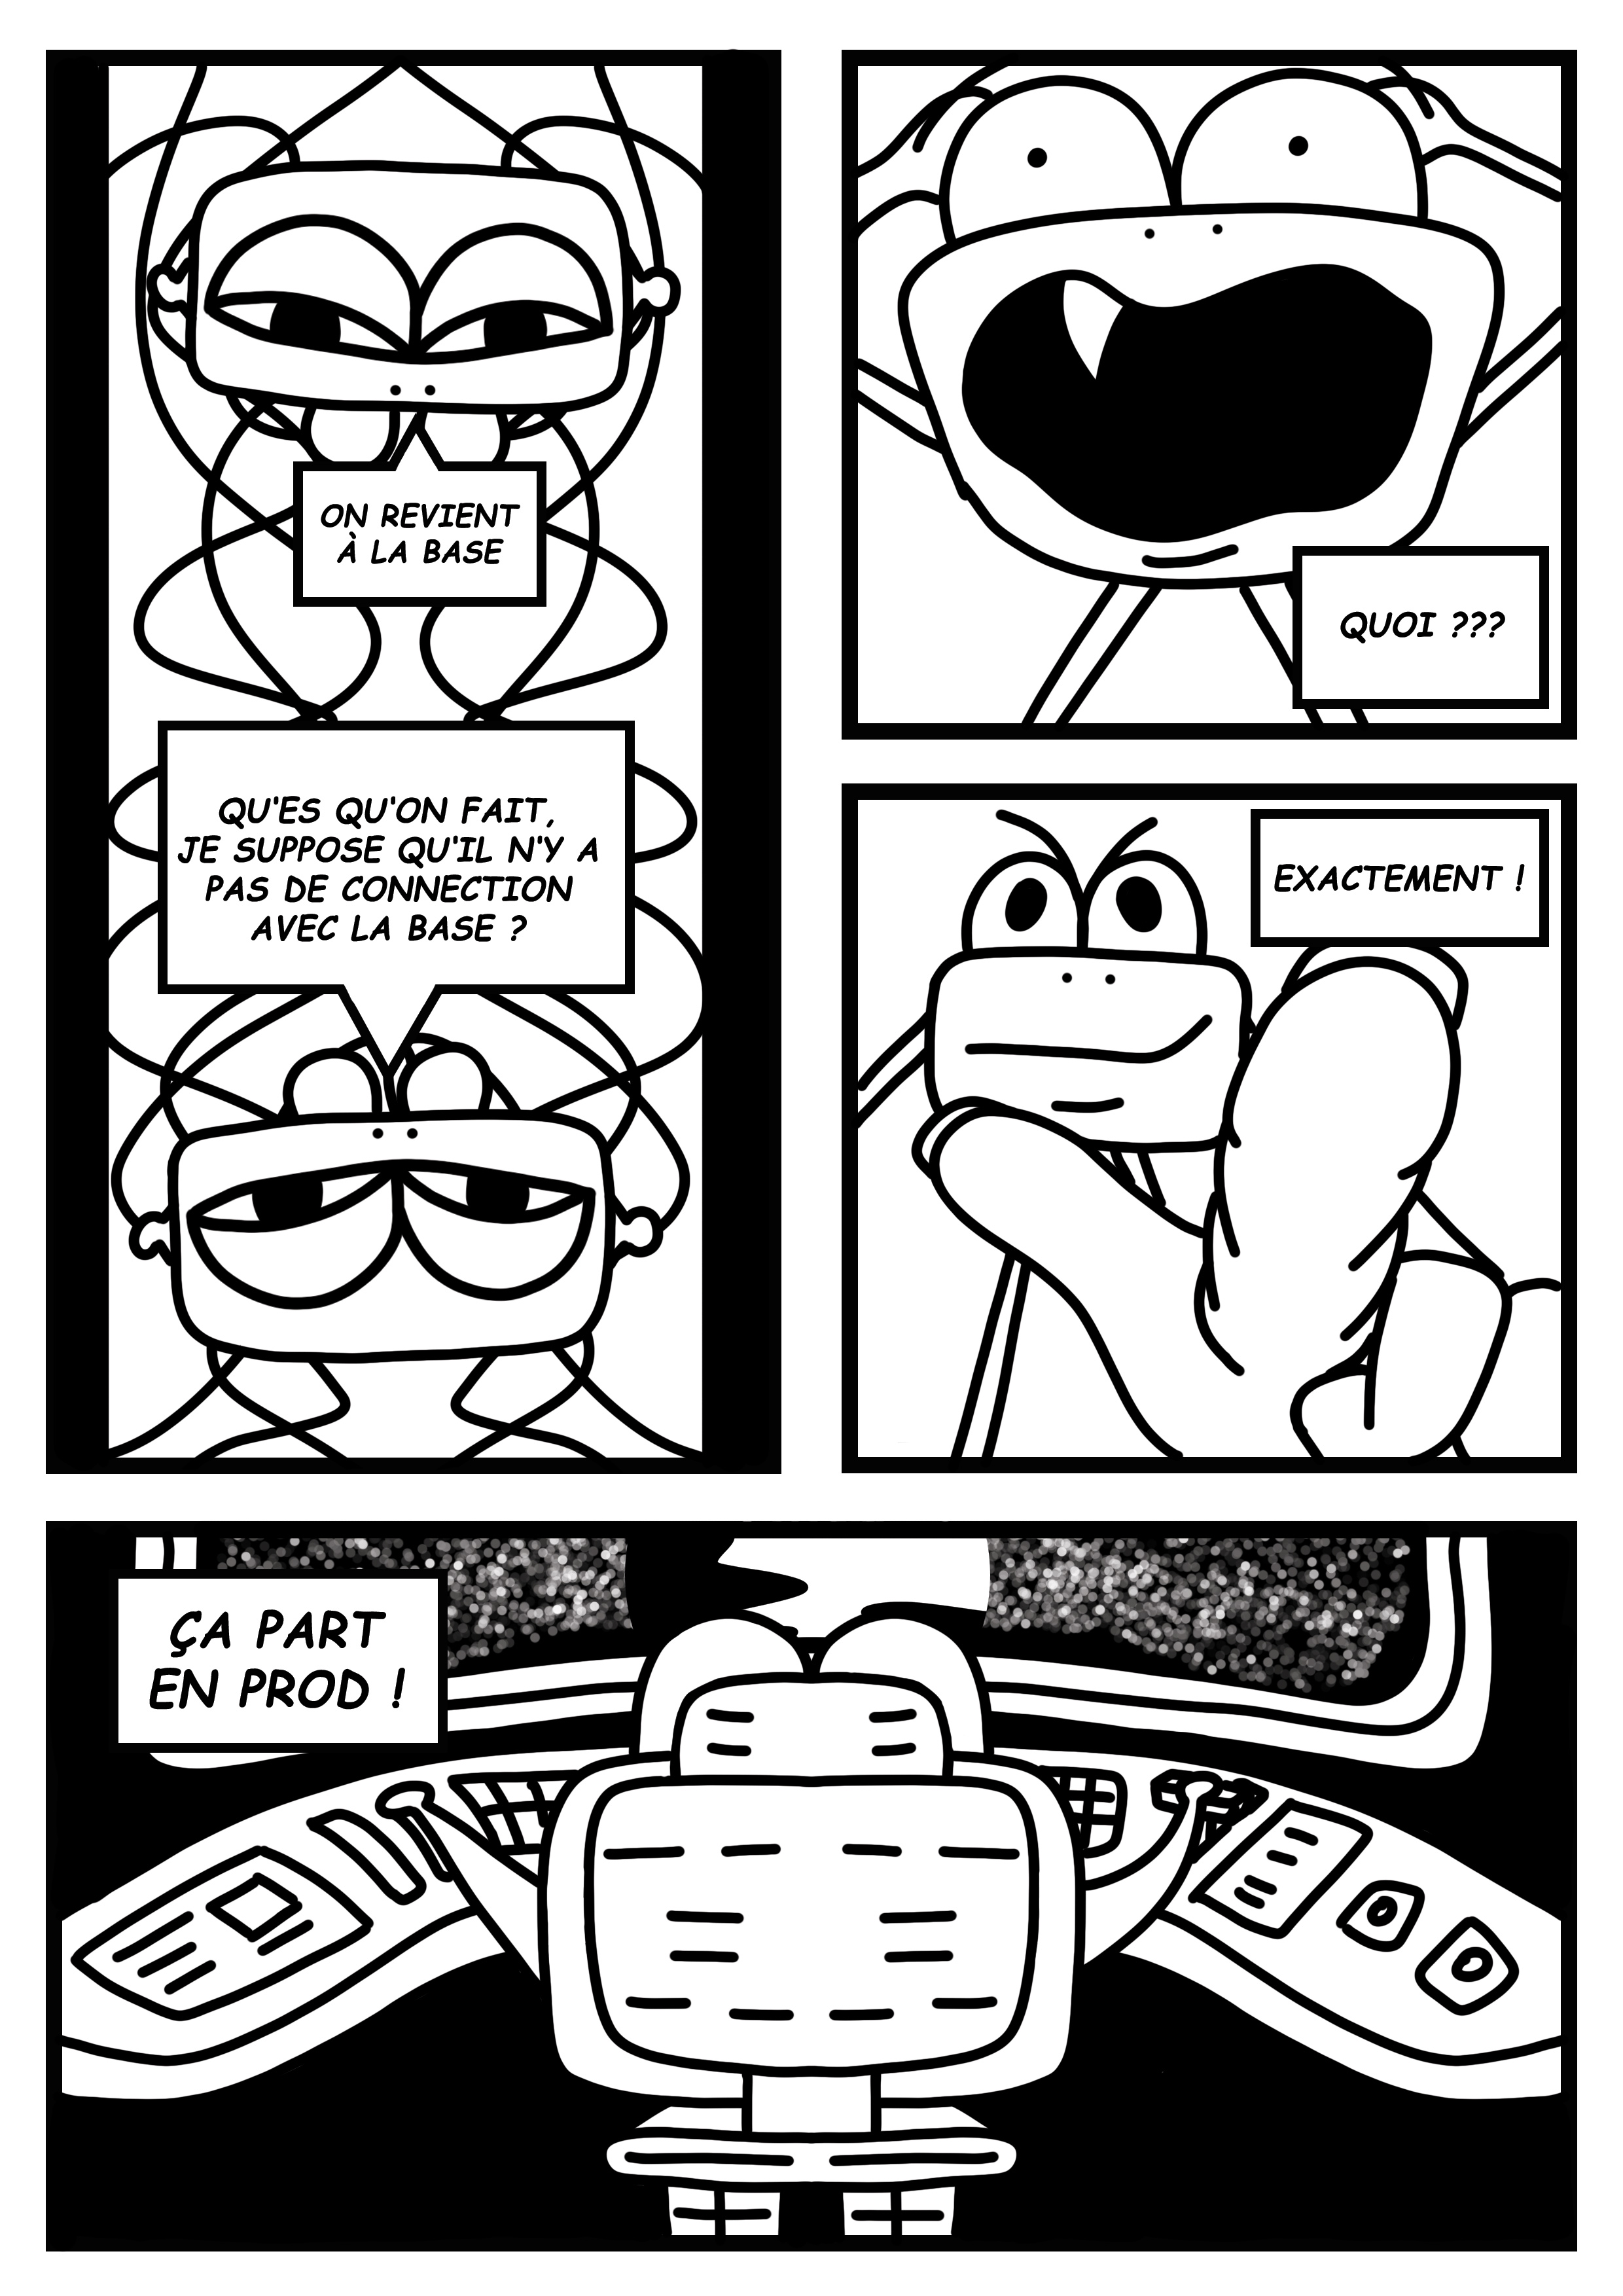 ON REVIENT
À LA BASE
QU'ES QU'ON FAIT,
JE SUPPOSE QU'IL N'Y A
PAS DE CONNECTION
AVEC LA BASE ?
QUOI ???
EXACTEMENT !
ÇA PART
EN PROD !